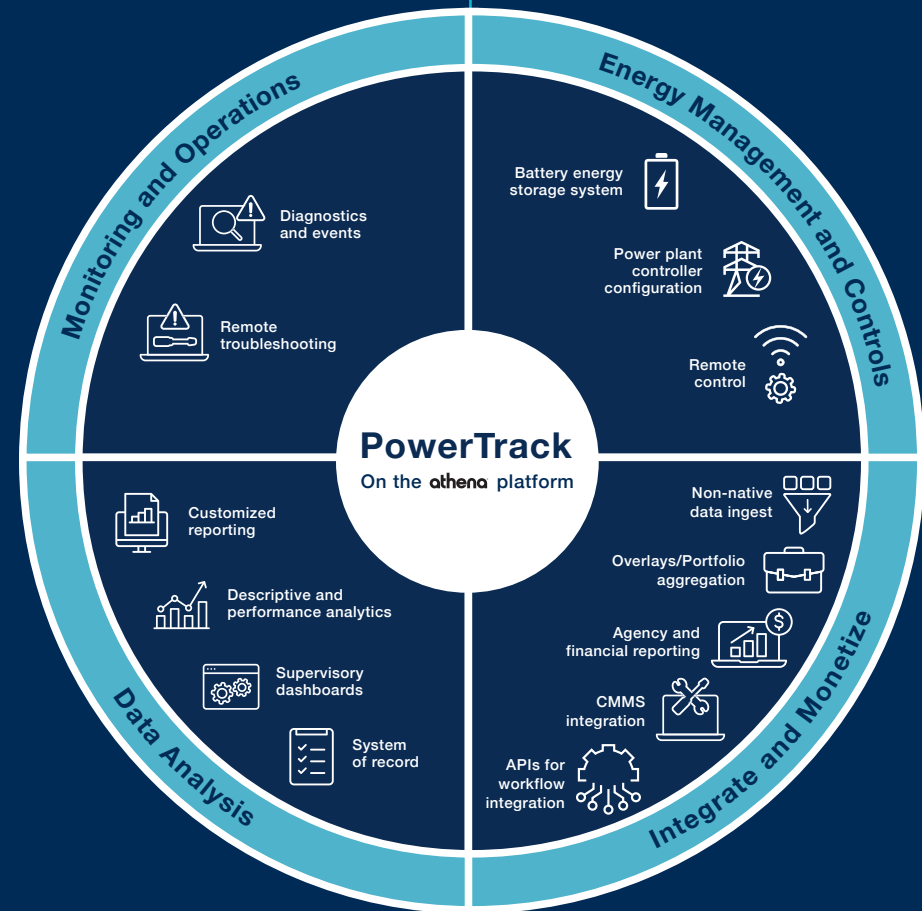 Monitoring and Operations
Diagnostics
and events
Remote
troubleshooting
Energy Management and Controls
Battery energy
storage system
Power plant
controller
configuration
Remote
control
PowerTrack
On the athena platform
Data Analysis
Customized
reporting
Descriptive and
performance analytics
Supervisory
dashboards
System
of record
Integrate and Monetize
Non-native
data ingest
Overlays/Portfolio
aggregation
Agency and
financial reporting
$
CMMS
integration
APIs for
workflow
integration